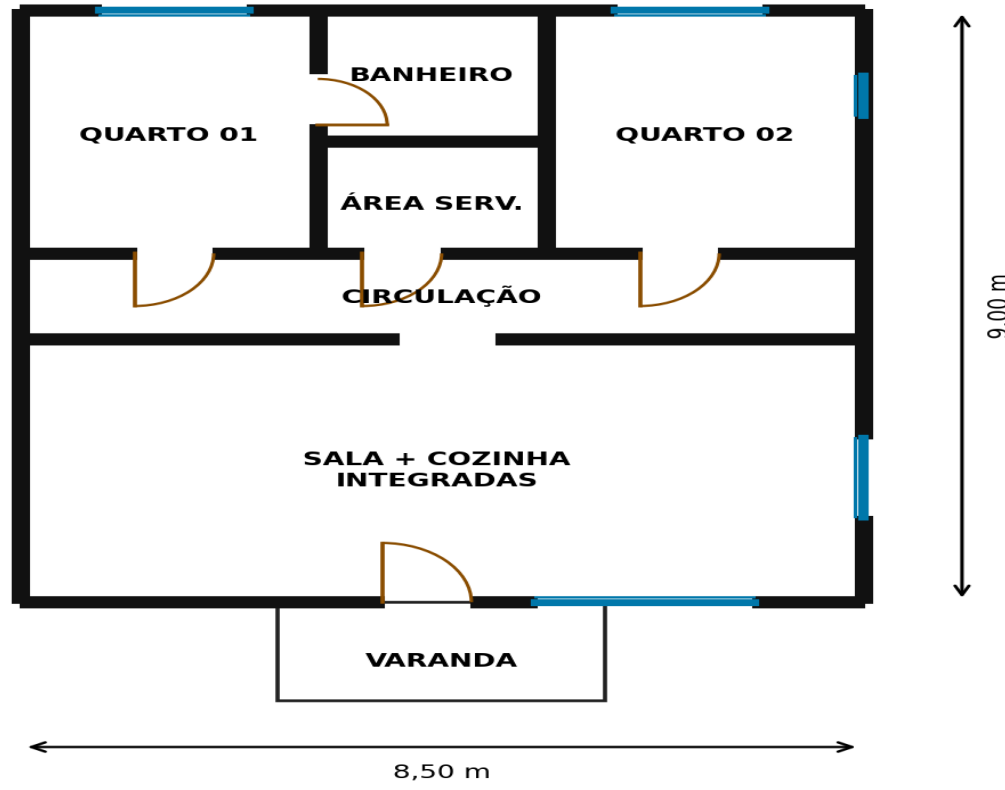 BANHEIRO
QUARTO 01
QUARTO 02
ÁREA SERV.
CIRCULAÇÃO
9,00 m
SALA + COZINHA
INTEGRADAS
VARANDA
8,50 m